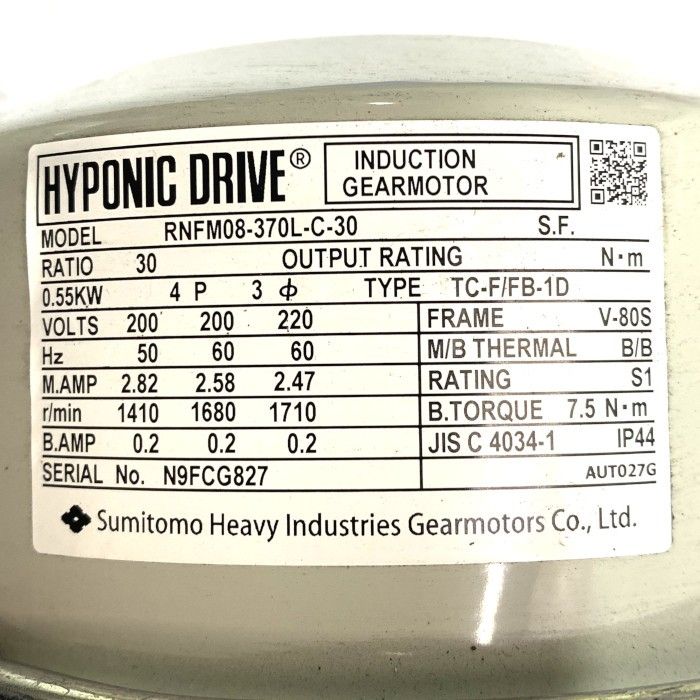 HYPONIC DRIVE® INDUCTION GEARMOTOR
MODEL RNFM08-370L-C-30 S.F.
RATIO 30 OUTPUT RATING N·m
0.55KW 4 P 3 ϕ TYPE TC-F/FB-1D
VOLTS 200 200 220 FRAME V-80S
Hz 50 60 60 M/B THERMAL B/B
M.AMP 2.82 2.58 2.47 RATING S1
r/min 1410 1680 1710 B.TORQUE 7.5 N·m
B.AMP 0.2 0.2 0.2 JIS C 4034-1 IP44
SERIAL No. N9FCG827 AUT027G
Sumitomo Heavy Industries Gearmotors Co., Ltd.